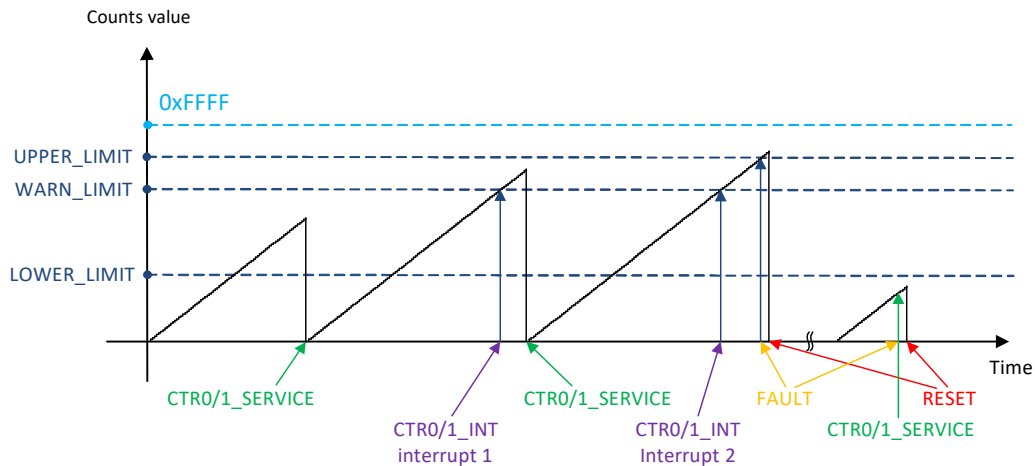 Counts value
0xFFFF
UPPER_LIMIT
WARN_LIMIT
LOWER_LIMIT
Time
CTR0/1_SERVICE
CTR0/1_SERVICE
FAULT
RESET
CTR0/1_INT
interrupt 1
CTR0/1_INT
Interrupt 2
CTR0/1_SERVICE